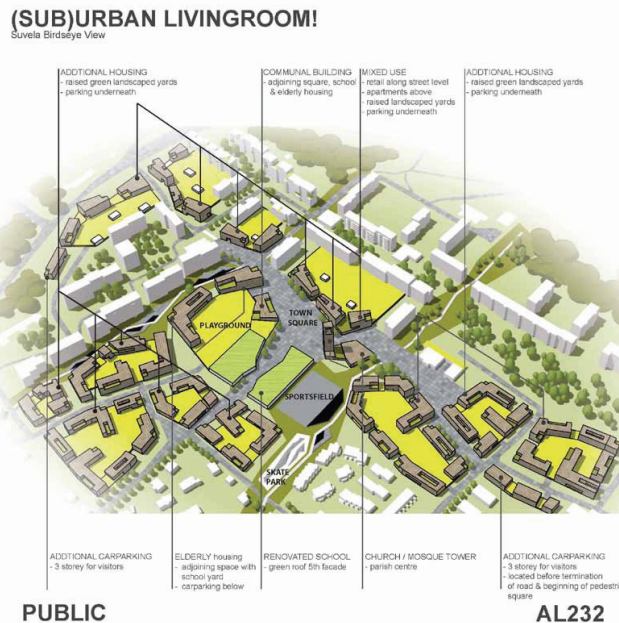 (SUB)URBAN LIVINGROOM!
Suvela Birdseye View
ADDTIONAL HOUSING
- raised green landscaped yards
- parking underneath
COMMUNAL BUILDING
- adjoining square, school
& elderly housing
MIXED USE
- retail along street level
- apartments above
- raised landscaped yards
- parking underneath
ADDTIONAL HOUSING
- raised green landscaped yards
- parking underneath
PLAYGROUND
TOWN
SQUARE
SPORTSFIELD
SKATE
PARK
ADDTIONAL CARPARKING
- 3 storey for visitors
ELDERLY housing
- adjoining space with
school yard
- carparking below
RENOVATED SCHOOL
- green roof 5th facade
CHURCH / MOSQUE TOWER
- parish centre
ADDTIONAL CARPARKING
- 3 storey for visitors
- located before termination
of road & beginning of pedestri
square
PUBLIC
AL232